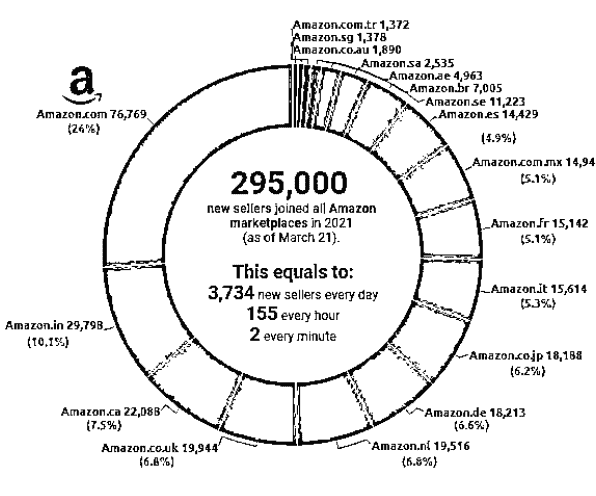 Amazon.com.tr 1,372
Amazon.sg 1,378
Amazon.co.au 1,890
Amazon.sa 2,535
Amazon.ae 4,963
Amazon.br 7,005
Amazon.se 11,223
Amazon.es 14,429
(4.9%)
Amazon.com.mx 14,94
(5.1%)
Amazon.fr 15,142
(5.1%)
Amazon.it 15,614
(5.3%)
Amazon.co.jp 18,188
(6.2%)
Amazon.de 18,213
(6.6%)
Amazon.nl 19,516
(6.8%)
Amazon.co.uk 19,944
(6.8%)
Amazon.ca 22,088
(7.5%)
Amazon.in 29,798
(10.1%)
a
Amazon.com 76,769
(26%)
295,000
new sellers joined all Amazon
marketplaces in 2021
(as of March 21).
This equals to:
3,734 new sellers every day
155 every hour
2 every minute